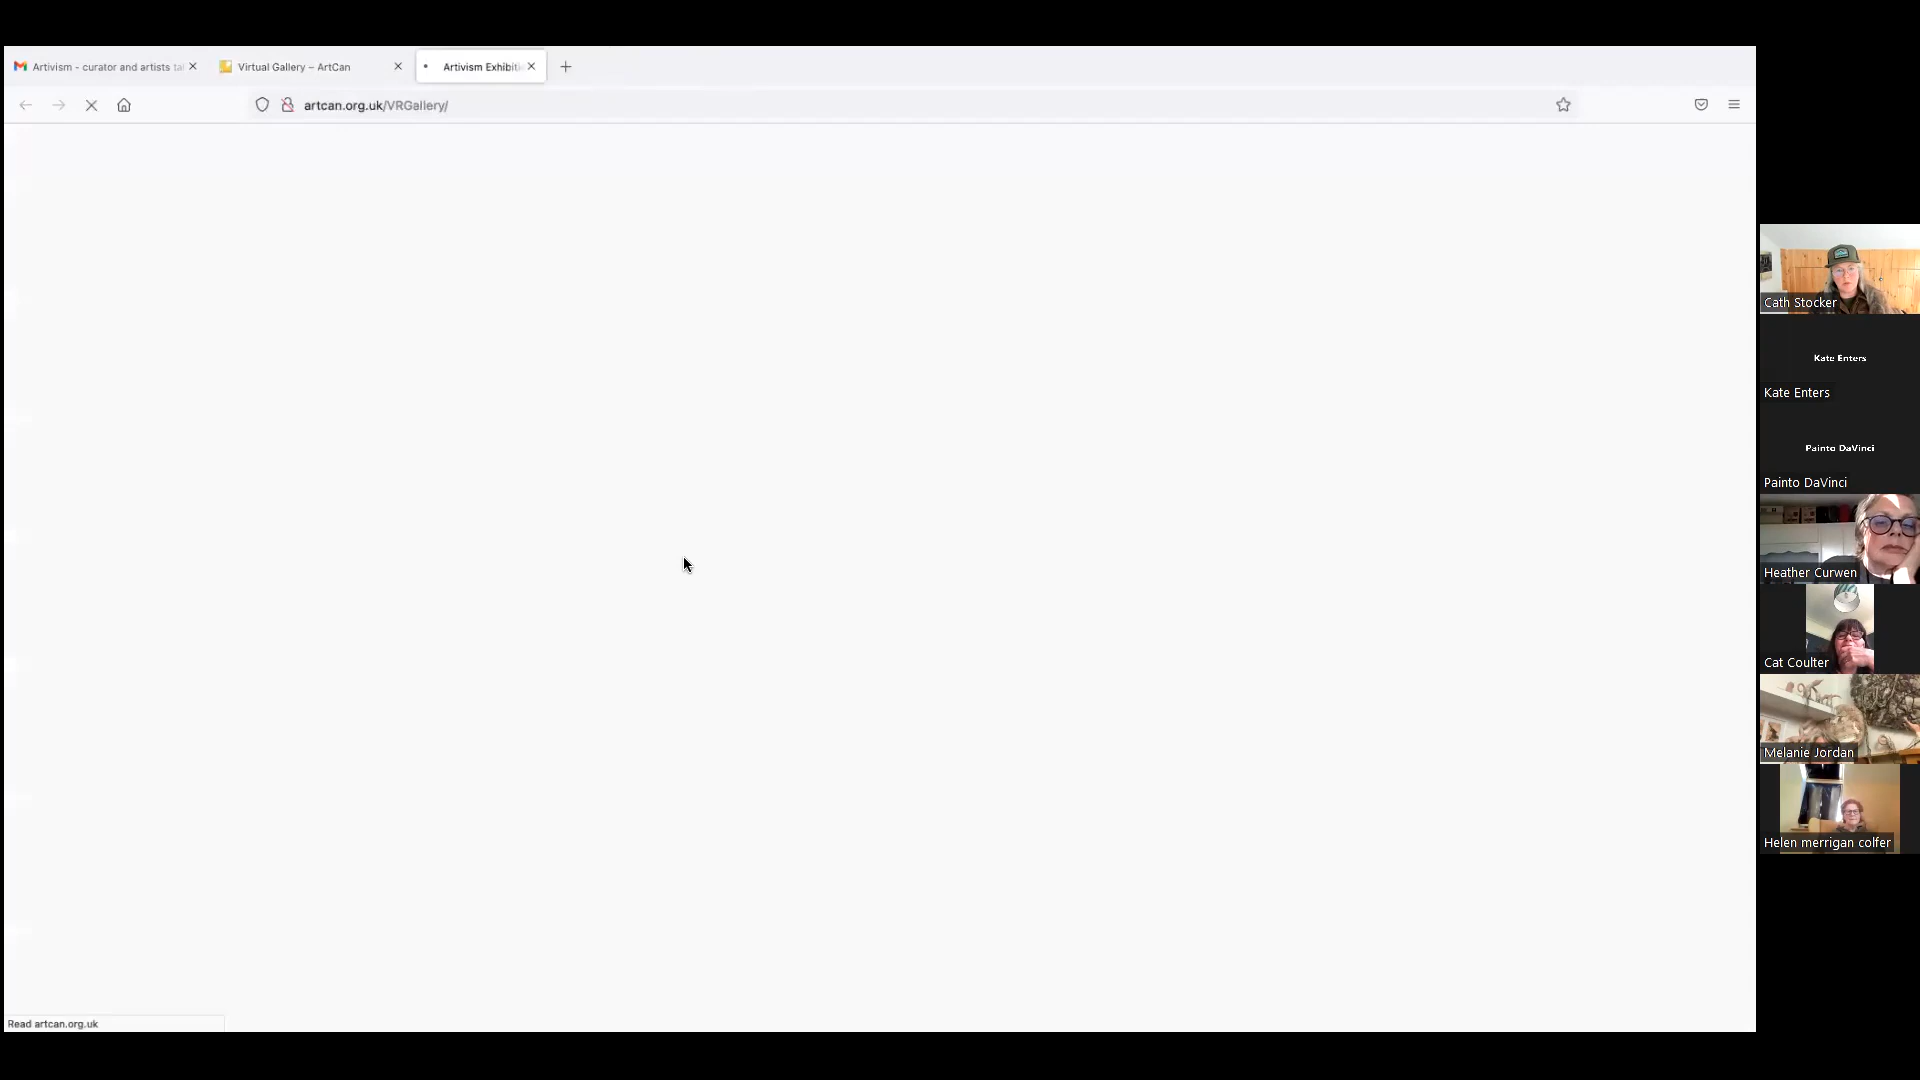 Artivism - curator and artists ta
Virtual Gallery – ArtCan
Artivism Exhibiti
artcan.org.uk/VRGallery/
Cath Stocker
Kate Enters
Kate Enters
Painto DaVinci
Painto DaVinci
Heather Curwen
Cat Coulter
Melanie Jordan
Helen merrigan colfer
Read artcan.org.uk